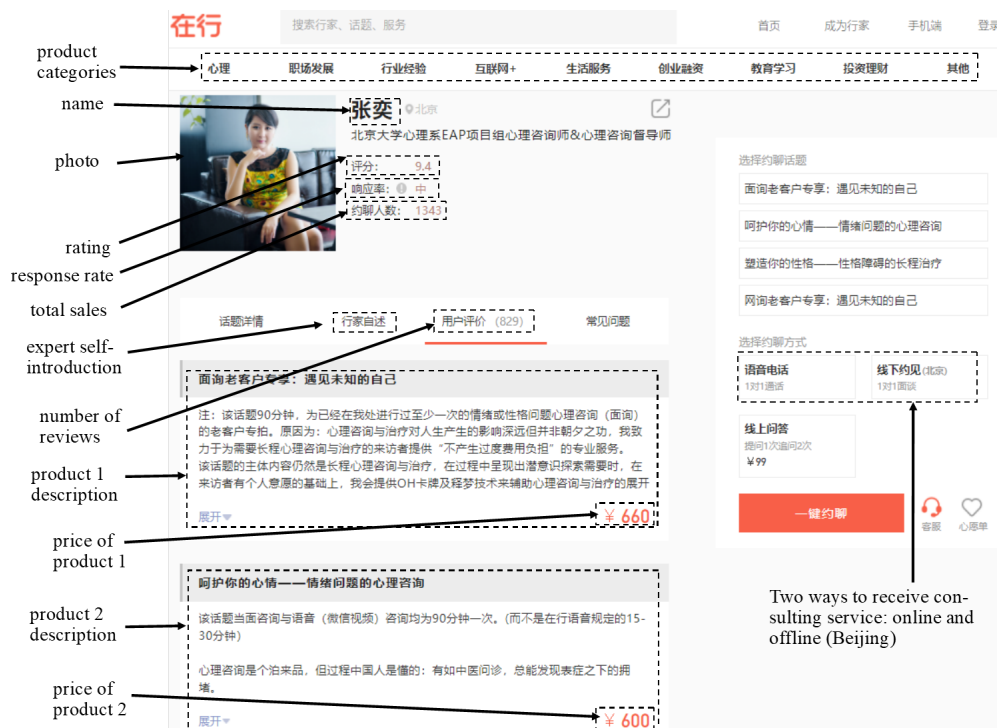 在行
搜索行家、话题、服务
首页
成为行家
手机端
登录
product
categories
心理
职场发展
行业经验
互联网+
生活服务
创业融资
教育学习
投资理财
其他
name
张奕
北京
北京大学心理系EAP项目组心理咨询师&心理咨询督导师
photo
评分: 9.4
响应率: 中
约聊人数: 1343
rating
response rate
total sales
选择约聊话题
面询老客户专享：遇见未知的自己
呵护你的心情——情绪问题的心理咨询
塑造你的性格——性格障碍的长程治疗
网询老客户专享：遇见未知的自己
话题详情
行家自述
用户评价 (829)
常见问题
expert self-
introduction
number of
reviews
选择约聊方式
语音电话
1对1通话
线下约见(北京)
1对1面谈
线上问答
提问1次追问2次
¥99
一键约聊
客服
心愿单
面询老客户专享：遇见未知的自己
注：该话题90分钟，为已经在我处进行过至少一次的情绪或性格问题心理咨询（面询）
的老客户专拍。原因为：心理咨询与治疗对人生产生的影响深远但并非朝夕之功，我致
力于为需要长程心理咨询与治疗的来访者提供“不产生过度费用负担”的专业服务。
该话题的主体内容仍然是长程心理咨询与治疗，在过程中呈现出潜意识探索需要时，在
来访者有个人意愿的基础上，我会提供OH卡牌及释梦技术来辅助心理咨询与治疗的展开
展开
¥ 660
product 1
description
price of
product 1
呵护你的心情——情绪问题的心理咨询
该话题当面咨询与语音（微信视频）咨询均为90分钟一次。(而不是在行语音规定的15-
30分钟）
心理咨询是个泊来品，但过程中国人是懂的：有如中医问诊，总能发现表症之下的拥
堵。
展开
¥ 600
product 2
description
price of
product 2
Two ways to receive con-
sulting service: online and
offline (Beijing)